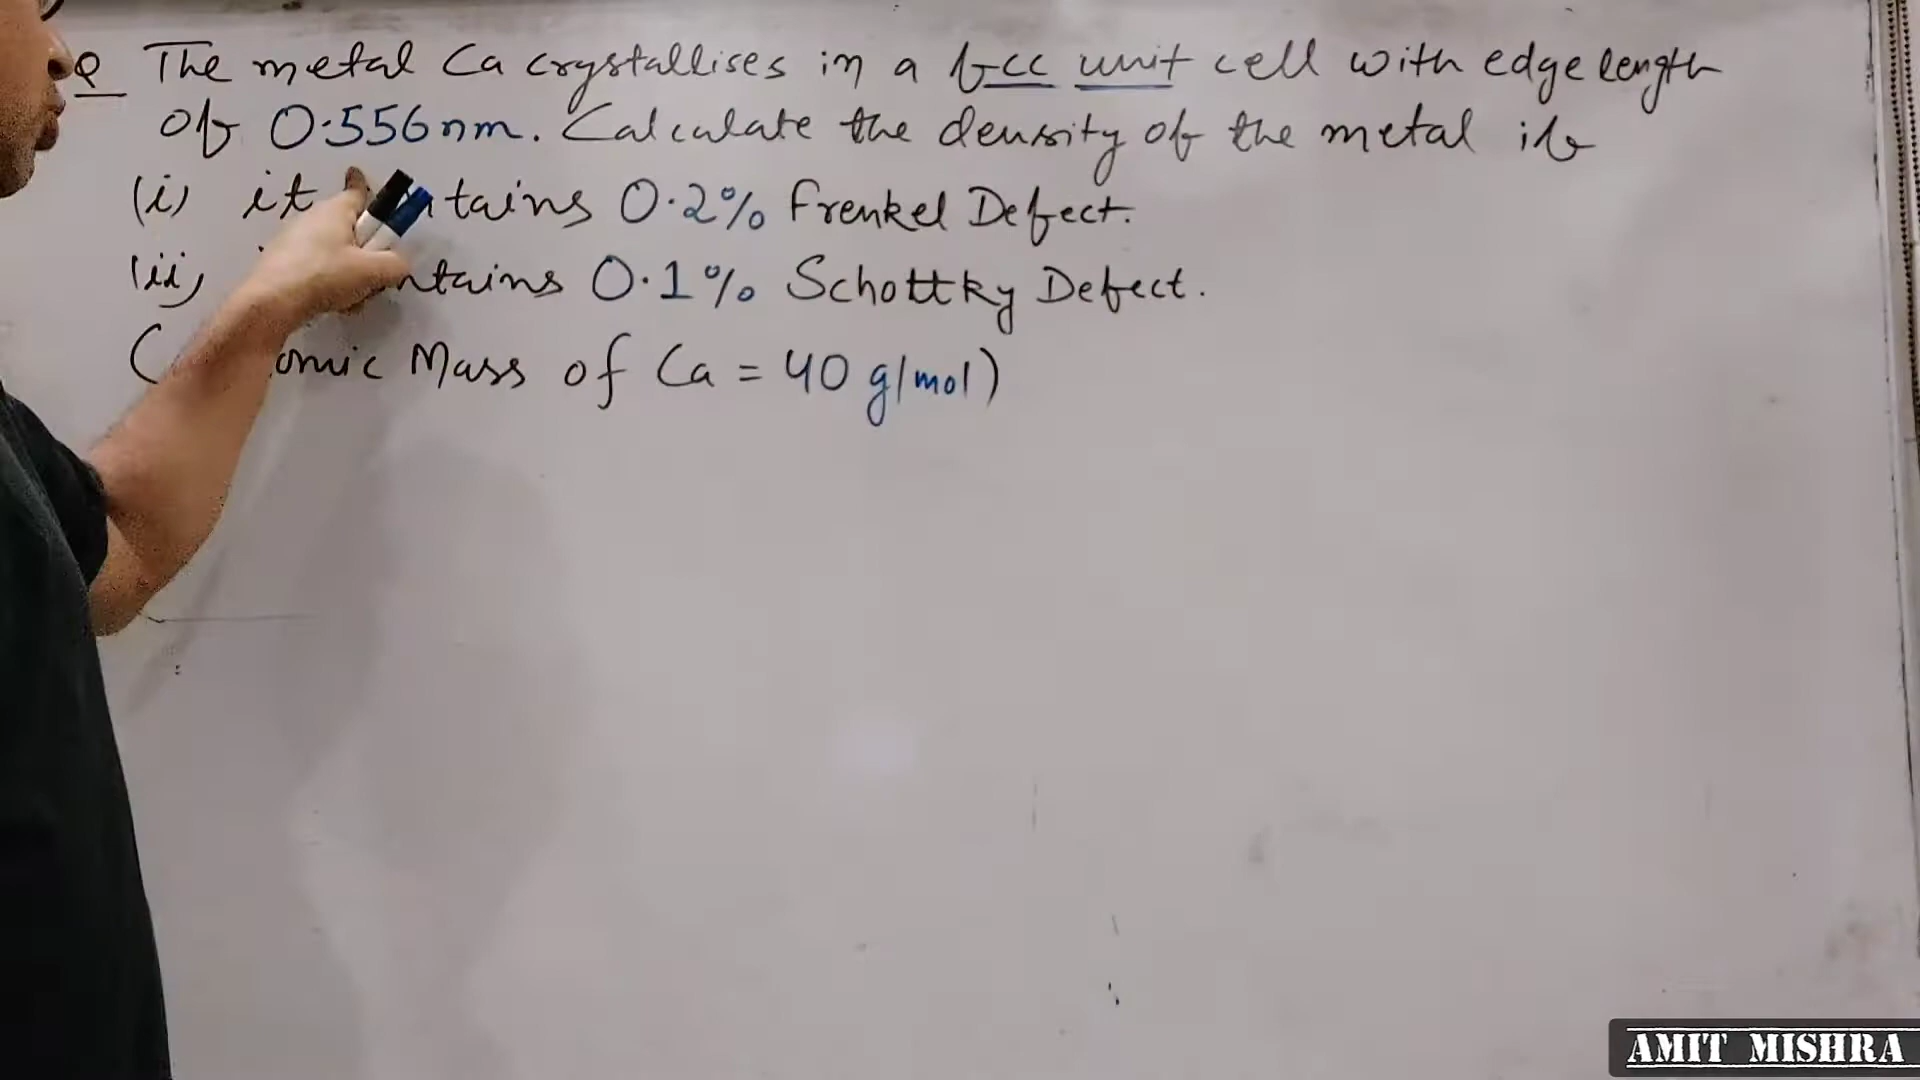 Q The metal Ca crystallises in a fcc unit cell with edge length
of 0.556nm. Calculate the density of the metal if
(i) it tains 0.2% Frenkel Defect.
(ii) ntains 0.1% Schottky Defect.
( omic Mass of Ca = 40 g/mol)
AMIT MISHRA